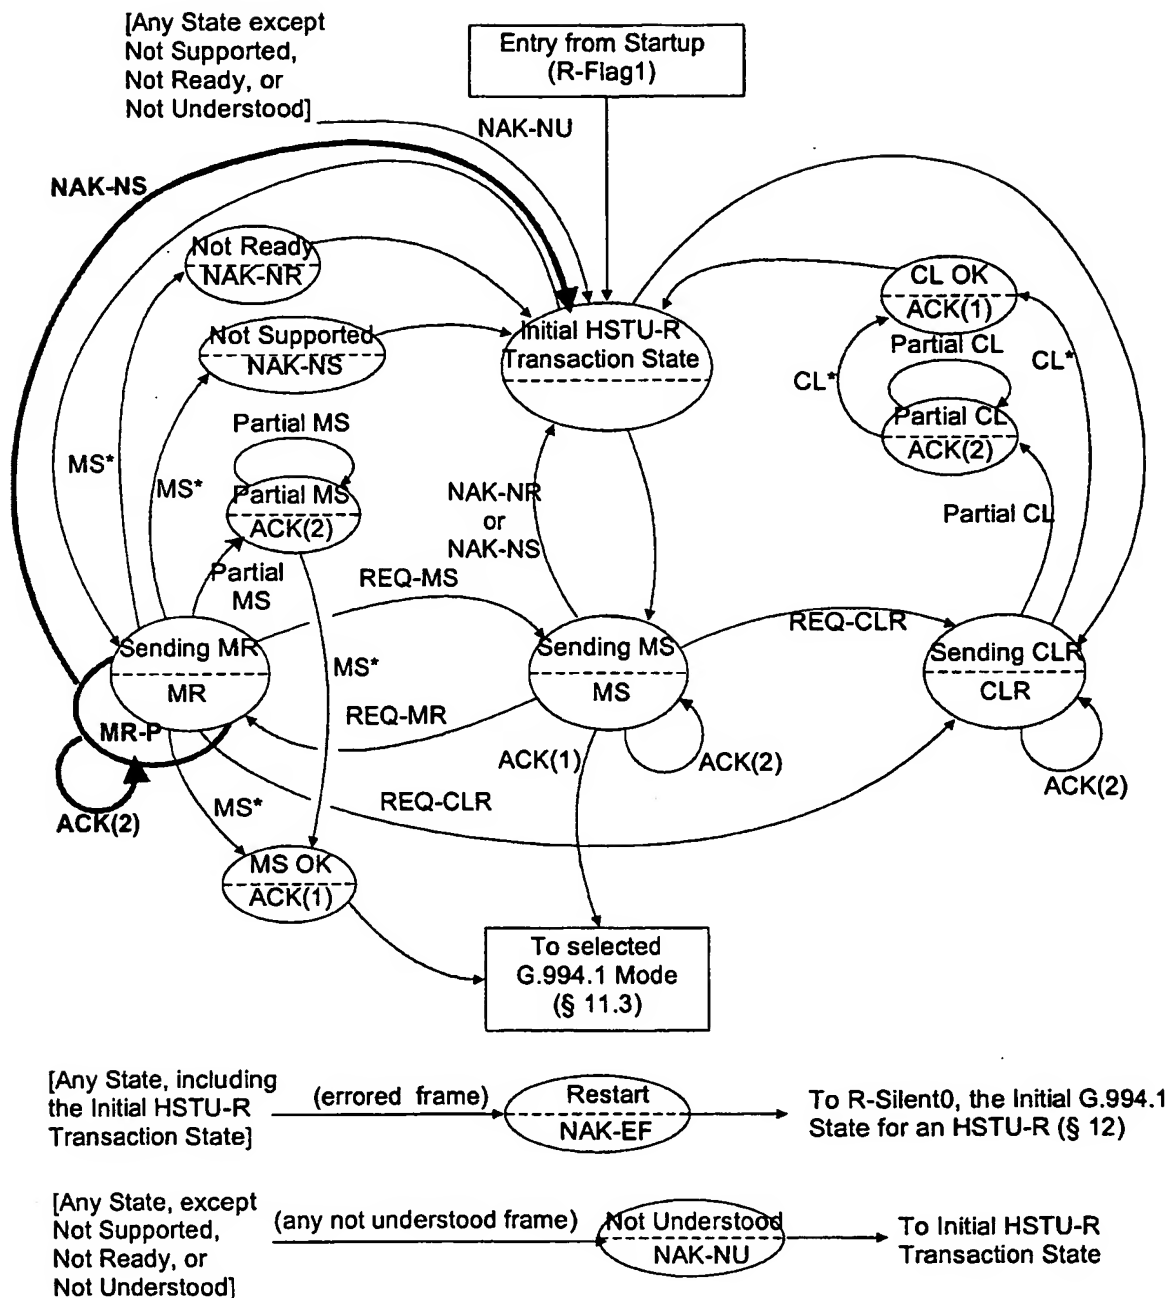 [Any State except
Not Supported,
Not Ready, or
Not Understood]
Entry from Startup
(R-Flag1)
NAK-NU
NAK-NS
Not Ready
NAK-NR
Not Supported
NAK-NS
Initial HSTU-R
Transaction State
CL OK
ACK(1)
Partial CL
CL*
CL*
Partial CL
ACK(2)
Partial CL
Partial MS
MS*
MS*
Partial MS
ACK(2)
Partial
MS
NAK-NR
or
NAK-NS
REQ-MS
REQ-CLR
Sending MR
MR
MR-P
ACK(2)
MS*
Sending MS
MS
Sending CLR
CLR
REQ-MR
ACK(1)
ACK(2)
ACK(2)
MS*
REQ-CLR
MS OK
ACK(1)
To selected
G.994.1 Mode
(§ 11.3)
[Any State, including
the Initial HSTU-R
Transaction State]
(errored frame)
Restart
NAK-EF
To R-Silent0, the Initial G.994.1
State for an HSTU-R (§ 12)
[Any State, except
Not Supported,
Not Ready, or
Not Understood]
(any not understood frame)
Not Understood
NAK-NU
To Initial HSTU-R
Transaction State